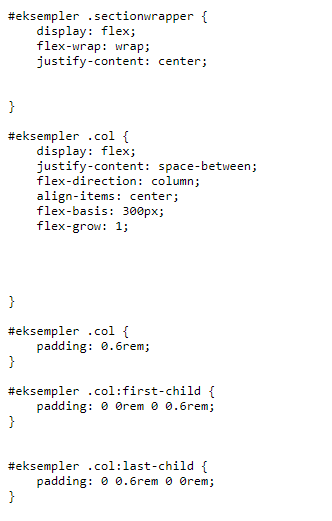 #eksempler .sectionwrapper {
    display: flex;
    flex-wrap: wrap;
    justify-content: center;
}
#eksempler .col {
    display: flex;
    justify-content: space-between;
    flex-direction: column;
    align-items: center;
    flex-basis: 300px;
    flex-grow: 1;
}
#eksempler .col {
    padding: 0.6rem;
}
#eksempler .col:first-child {
    padding: 0 0rem 0 0.6rem;
}
#eksempler .col:last-child {
    padding: 0 0.6rem 0 0rem;
}